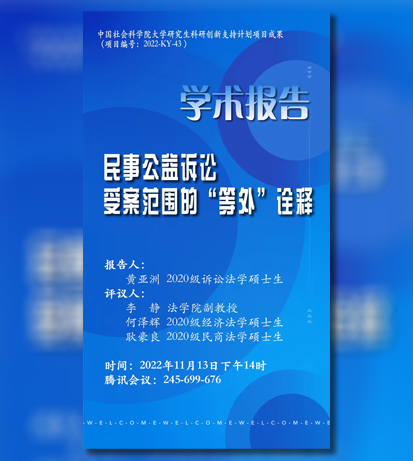 中国社会科学院大学研究生科研创新支持计划项目成果
（项目编号：2022-KY-43）
学术报告
民事公益诉讼
受案范围的“等外”诠释
报告人：
黄亚洲 2020级诉讼法学硕士生
评议人：
李 静 法学院副教授
何泽辉 2020级经济法学硕士生
耿豪良 2020级民商法学硕士生
时间：2022年11月13日下午14时
腾讯会议：245-699-676
-WELCOMEWELCOMEWELCOMEWE